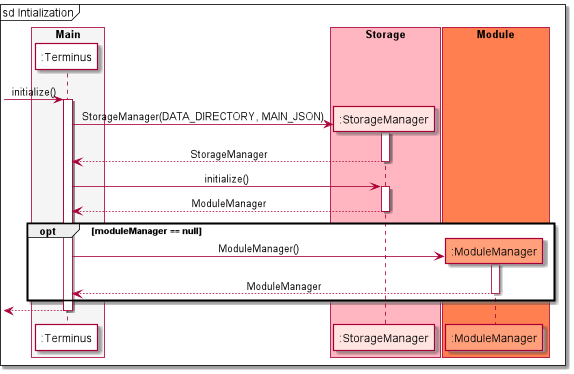 sd Intialization
Main
Storage
Module
:Terminus
initialize()
StorageManager(DATA_DIRECTORY, MAIN_JSON)
:StorageManager
StorageManager
initialize()
ModuleManager
opt
[moduleManager == null]
ModuleManager()
:ModuleManager
ModuleManager
:Terminus
:StorageManager
:ModuleManager